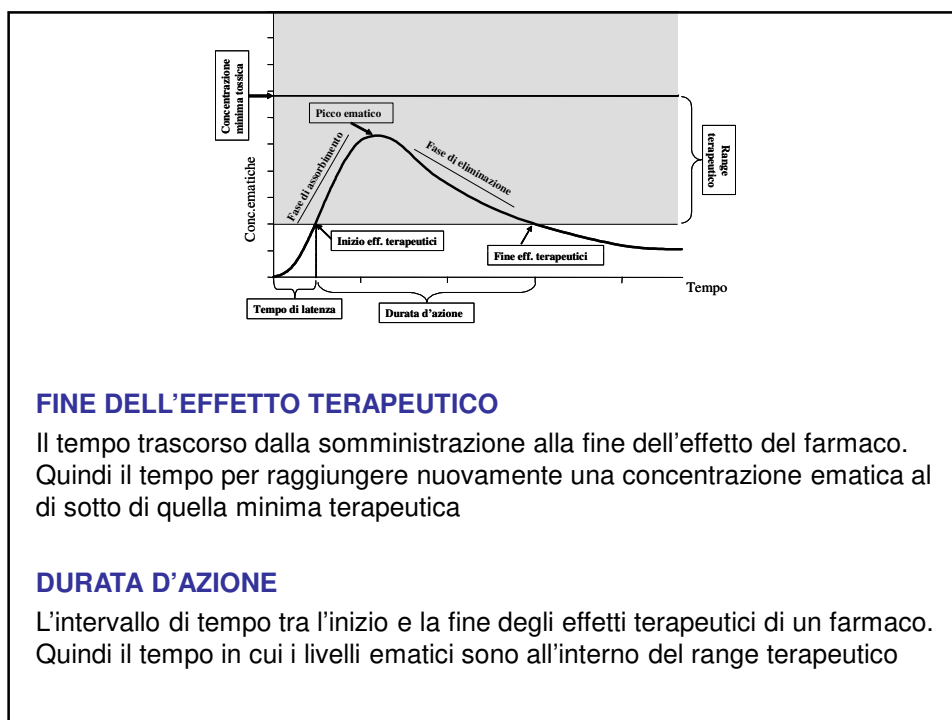 Concentrazione
minima tossica
Picco ematico
Fase di assorbimento
Fase di eliminazione
Range
terapeutico
Conc.ematiche
Inizio eff. terapeutici
Fine eff. terapeutici
Tempo
Tempo di latenza
Durata d’azione
FINE DELL’EFFETTO TERAPEUTICO
Il tempo trascorso dalla somministrazione alla fine dell’effetto del farmaco.
Quindi il tempo per raggiungere nuovamente una concentrazione ematica al
di sotto di quella minima terapeutica
DURATA D’AZIONE
L’intervallo di tempo tra l’inizio e la fine degli effetti terapeutici di un farmaco.
Quindi il tempo in cui i livelli ematici sono all’interno del range terapeutico